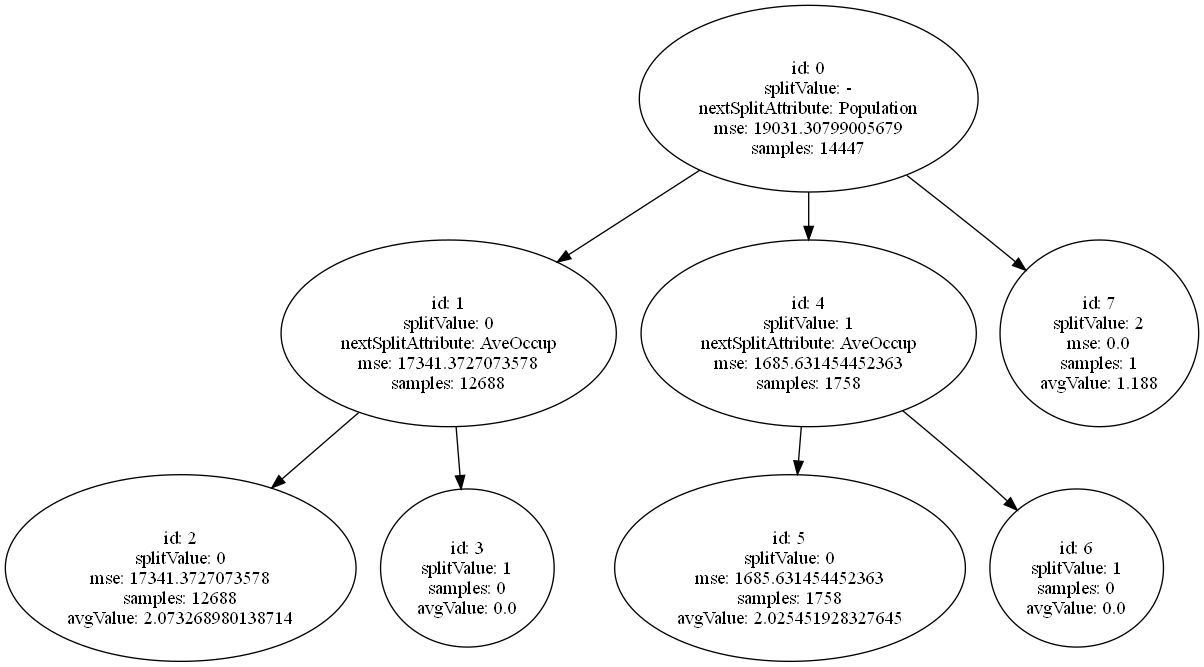 id: 0
splitValue: -
nextSplitAttribute: Population
mse: 19031.30799005679
samples: 14447
id: 1
splitValue: 0
nextSplitAttribute: AveOccup
mse: 17341.3727073578
samples: 12688
id: 4
splitValue: 1
nextSplitAttribute: AveOccup
mse: 1685.631454452363
samples: 1758
id: 7
splitValue: 2
mse: 0.0
samples: 1
avgValue: 1.188
id: 2
splitValue: 0
mse: 17341.3727073578
samples: 12688
avgValue: 2.073268980138714
id: 3
splitValue: 1
samples: 0
avgValue: 0.0
id: 5
splitValue: 0
mse: 1685.631454452363
samples: 1758
avgValue: 2.025451928327645
id: 6
splitValue: 1
samples: 0
avgValue: 0.0